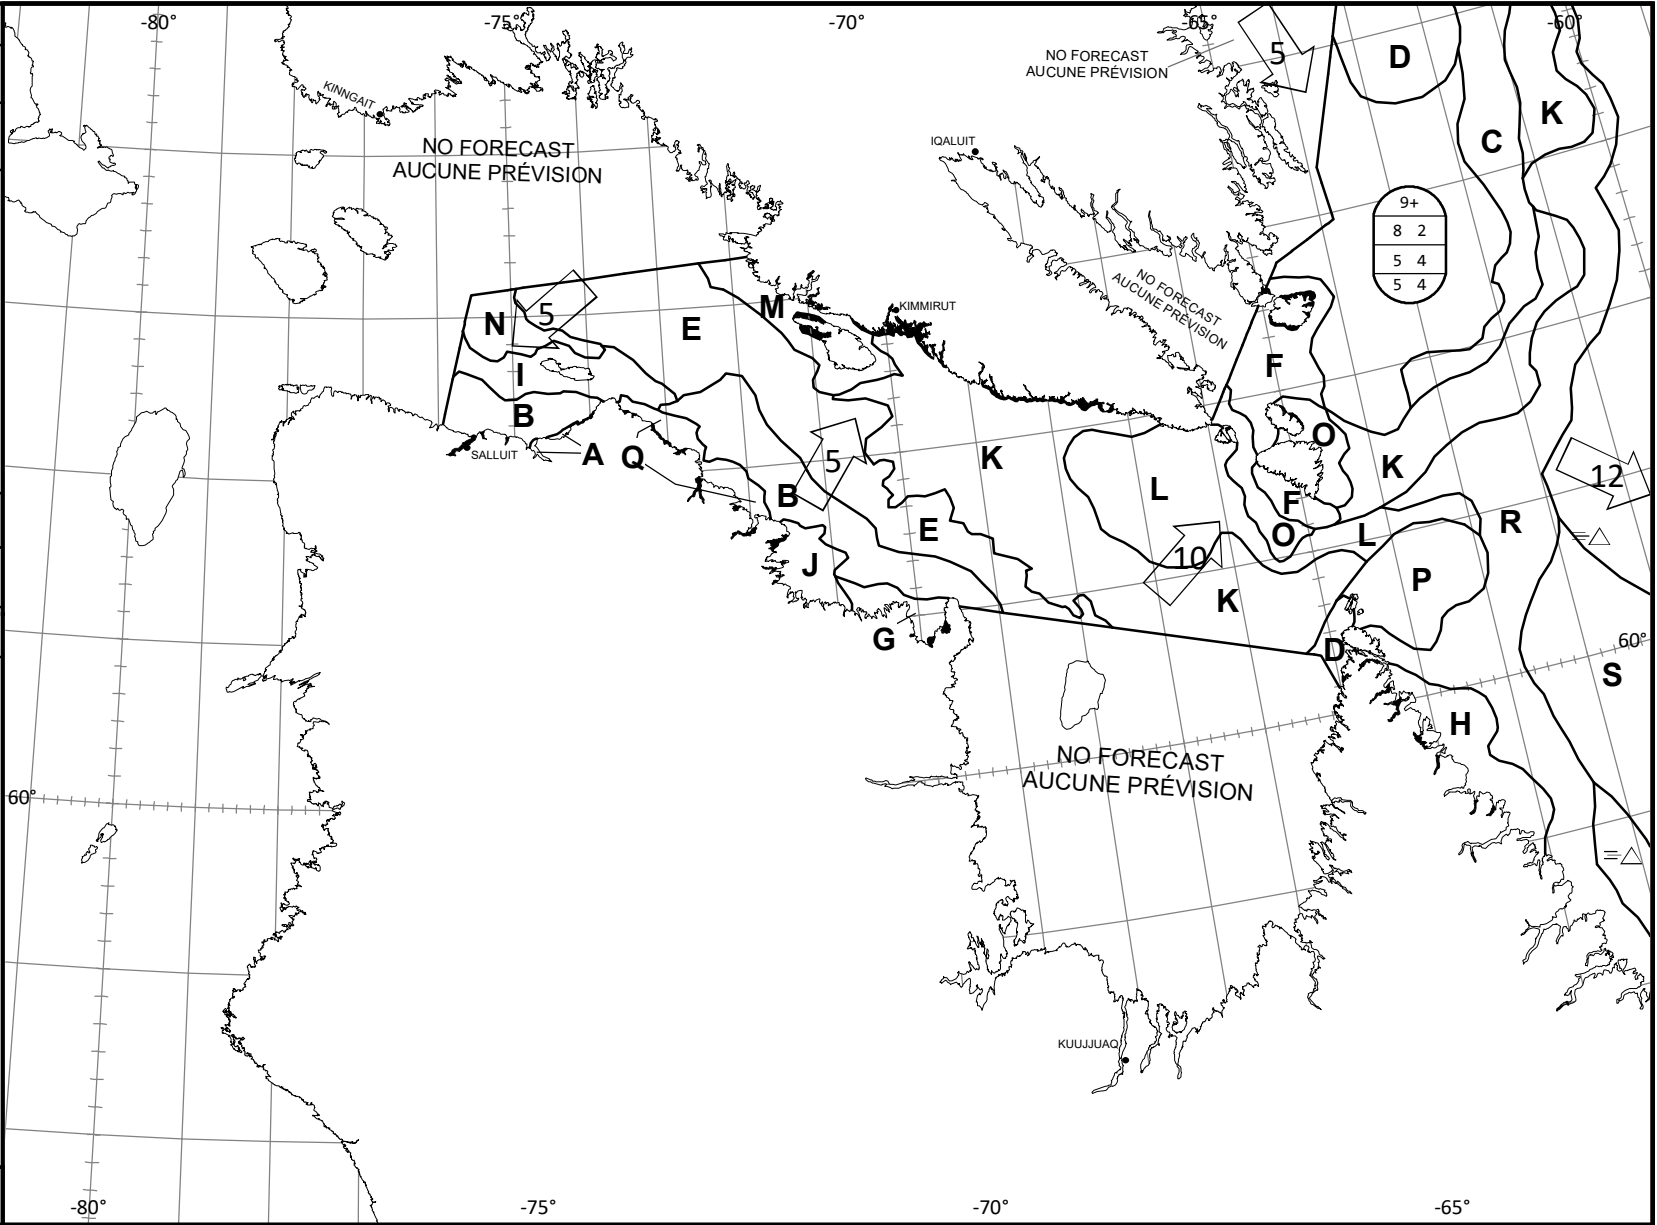 -80°
-75°
-70°
-65°
-60°
5
D
NO FORECAST
AUCUNE PRÉVISION
K
KINNGAIT
C
NO FORECAST
AUCUNE PRÉVISION
IQALUIT
9+
8 2
5 4
5 4
NO FORECAST
AUCUNE PRÉVISION
M
KIMMIRUT
5
N
E
F
I
B
O
SALLUIT
A
Q
5
K
K
12
L
B
F
E
O
L
R
J
10
P
K
G
D
60°
S
H
NO FORECAST
AUCUNE PRÉVISION
60°
KUUJJUAQ
-80°
-75°
-70°
-65°